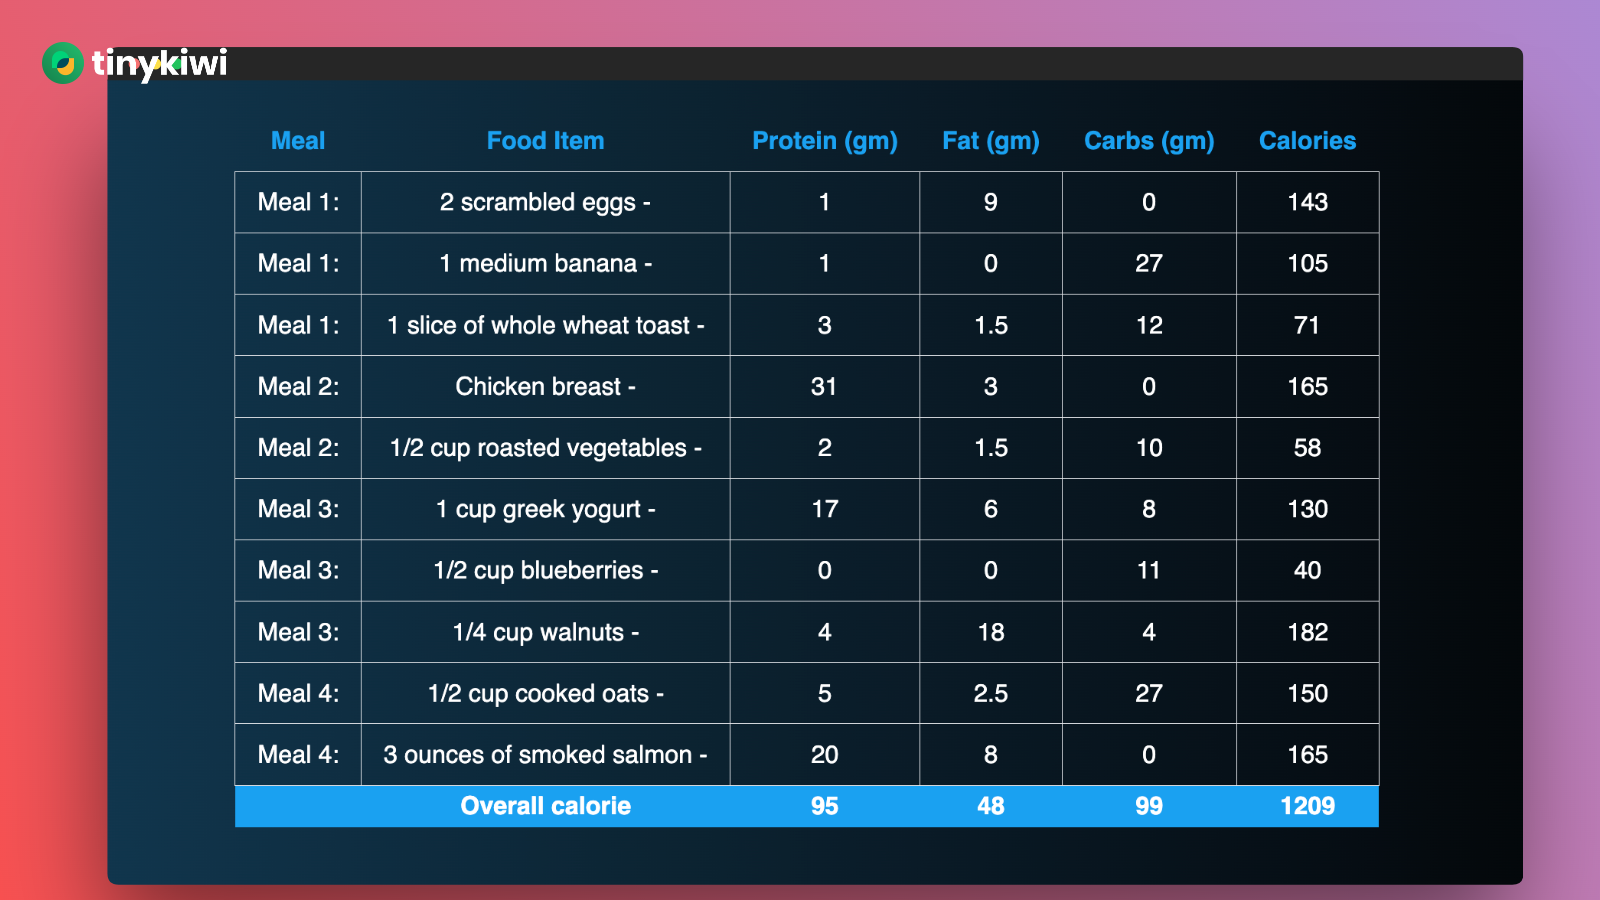 tinykiwi
Meal Food Item Protein (gm) Fat (gm) Carbs (gm) Calories
Meal 1: 2 scrambled eggs - 1 9 0 143
Meal 1: 1 medium banana - 1 0 27 105
Meal 1: 1 slice of whole wheat toast - 3 1.5 12 71
Meal 2: Chicken breast - 31 3 0 165
Meal 2: 1/2 cup roasted vegetables - 2 1.5 10 58
Meal 3: 1 cup greek yogurt - 17 6 8 130
Meal 3: 1/2 cup blueberries - 0 0 11 40
Meal 3: 1/4 cup walnuts - 4 18 4 182
Meal 4: 1/2 cup cooked oats - 5 2.5 27 150
Meal 4: 3 ounces of smoked salmon - 20 8 0 165
Overall calorie 95 48 99 1209